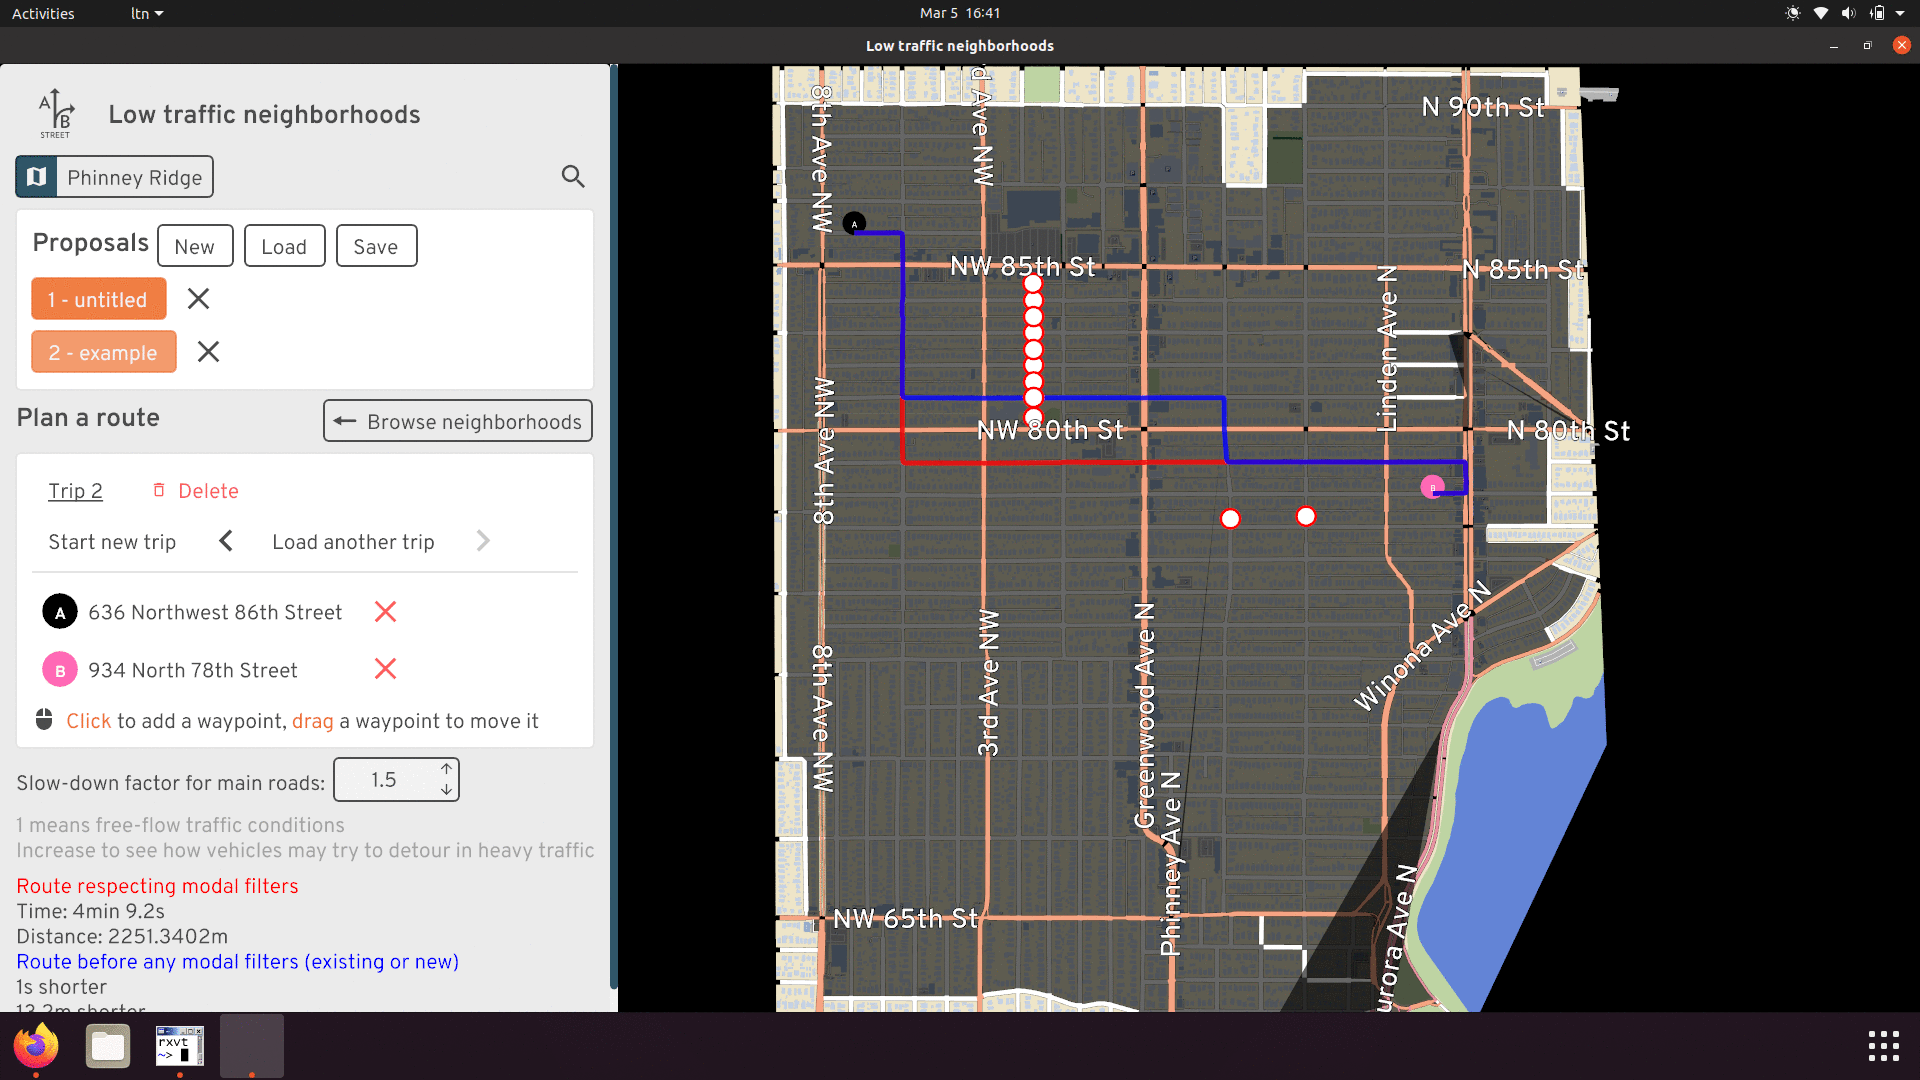 Activities
ltn
Mar 5 16:41
Low traffic neighborhoods
A
B
STREET
Low traffic neighborhoods
Phinney Ridge
Proposals
New
Load
Save
1 - untitled
2 - example
Plan a route
Browse neighborhoods
Trip 2
Delete
Start new trip
Load another trip
A
636 Northwest 86th Street
B
934 North 78th Street
Click to add a waypoint, drag a waypoint to move it
Slow-down factor for main roads:
1.5
1 means free-flow traffic conditions
Increase to see how vehicles may try to detour in heavy traffic
Route respecting modal filters
Time: 4min 9.2s
Distance: 2251.3402m
Route before any modal filters (existing or new)
1s shorter
13.2m shorter
8th Ave NW
d Ave NW
N 90th St
A
NW 85th St
N 85th St
Linden Ave N
8th Ave NW
NW 80th St
N 80th St
B
3rd Ave NW
Greenwood Ave N
Winona Ave N
8th Ave NW
Phinney Ave N
NW 65th St
urora Ave N
rxvt
~>